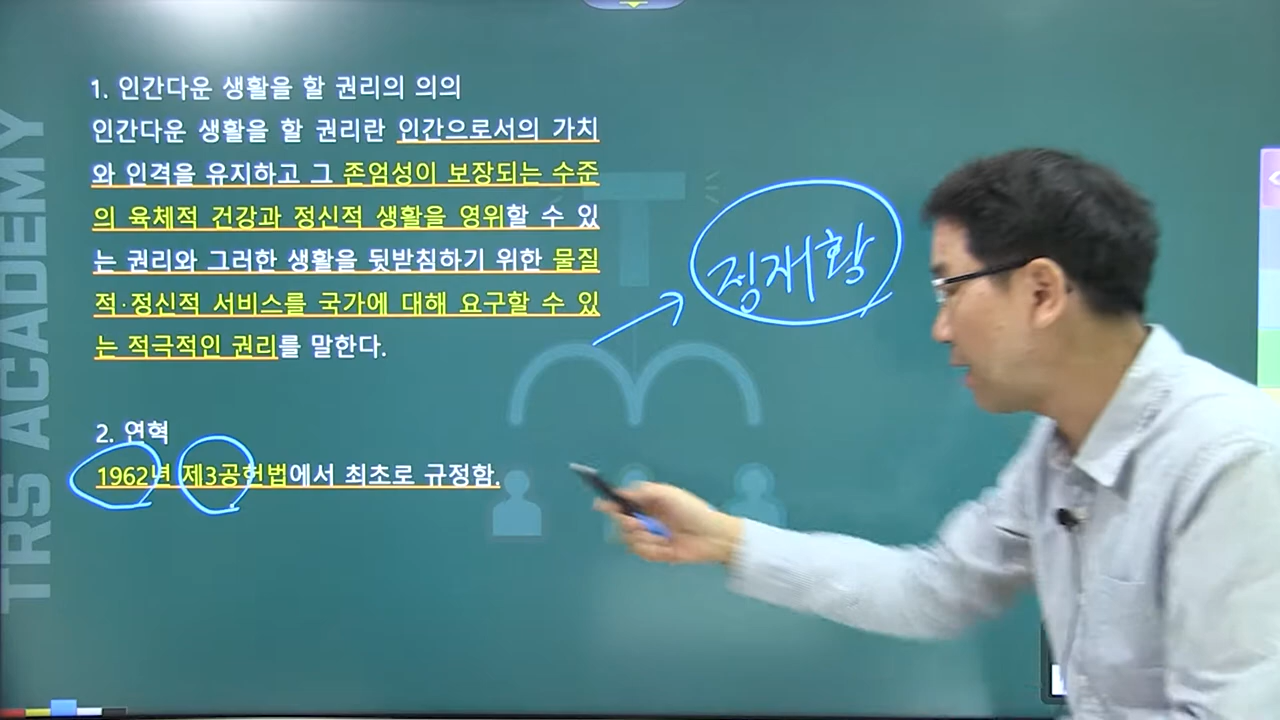 1. 인간다운 생활을 할 권리의 의의
인간다운 생활을 할 권리란 인간으로서의 가치
와 인격을 유지하고 그 존엄성이 보장되는 수준
의 육체적 건강과 정신적 생활을 영위할 수 있
는 권리와 그러한 생활을 뒷받침하기 위한 물질
적·정신적 서비스를 국가에 대해 요구할 수 있
는 적극적인 권리를 말한다.
정재황
2. 연혁
1962년 제3공헌법에서 최초로 규정함.
TRS ACADEMY